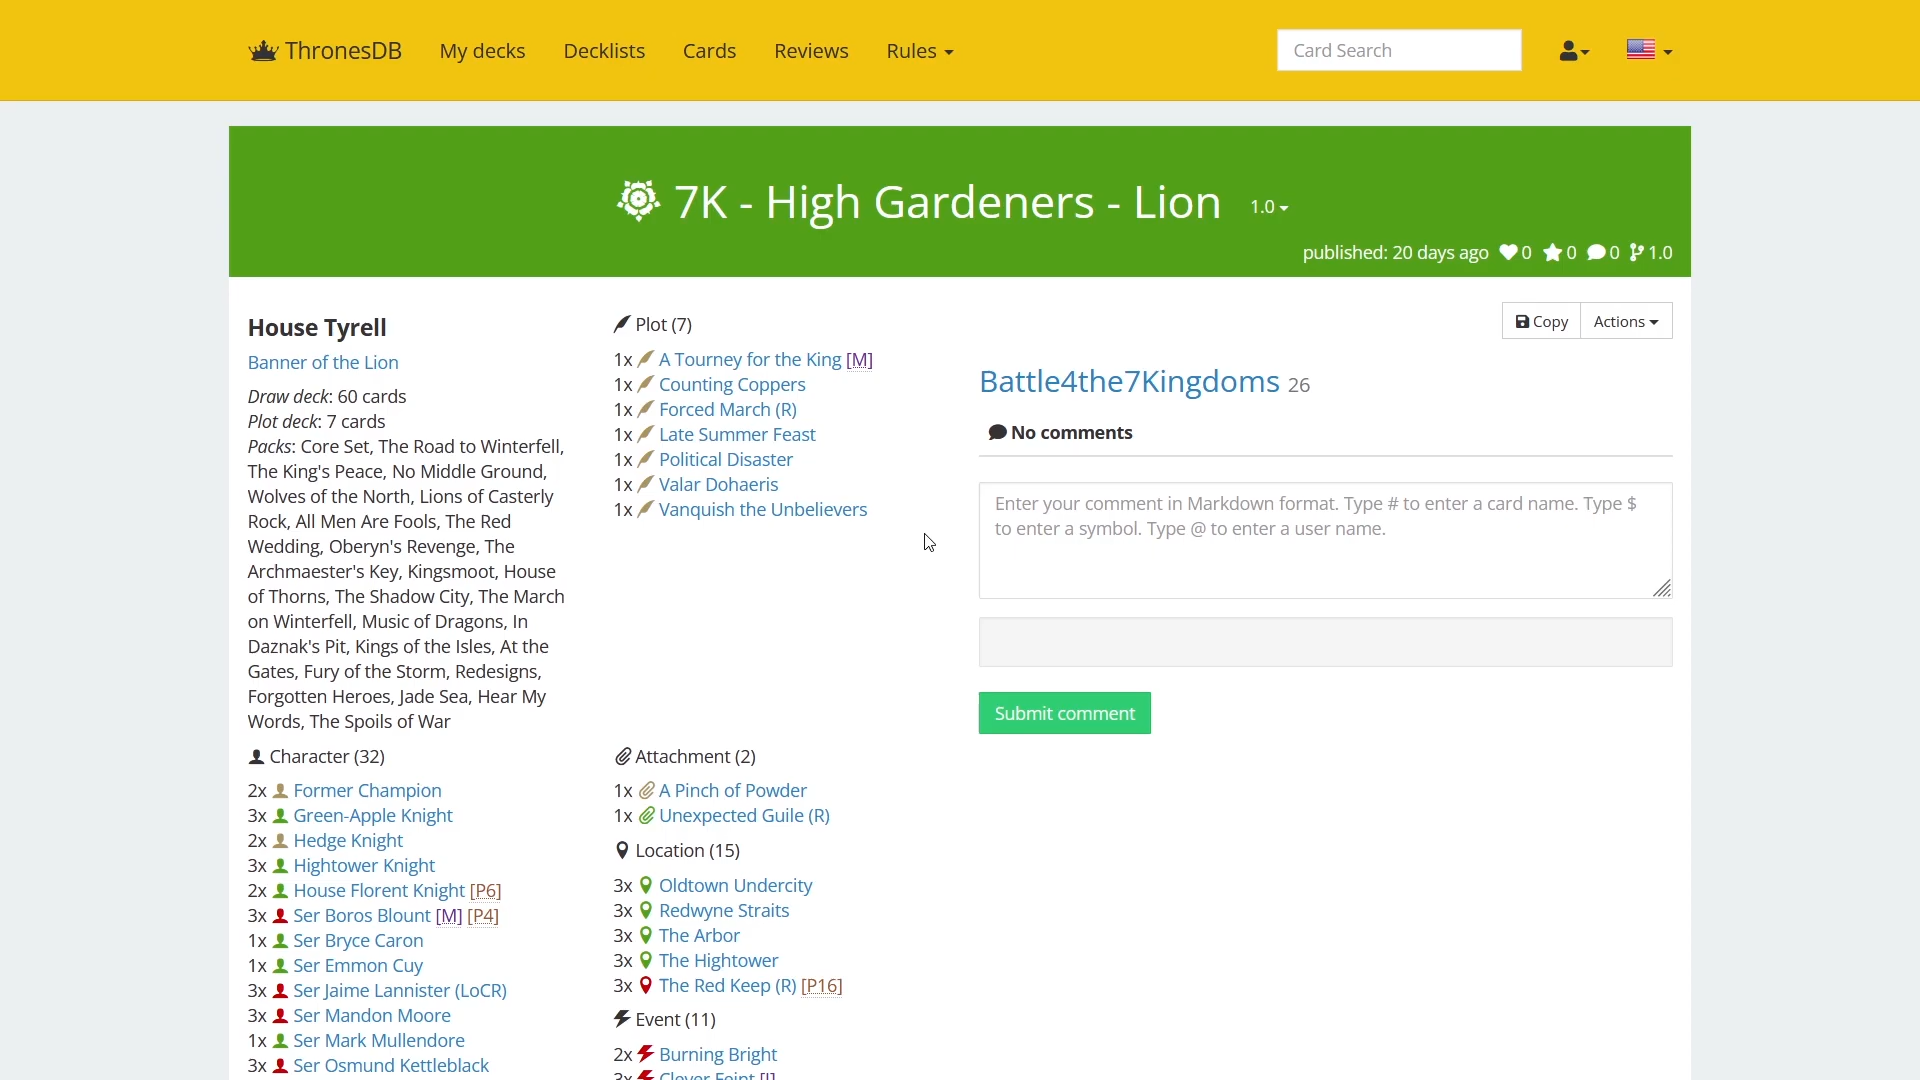 ThronesDB My decks Decklists Cards Reviews Rules Card Search
7K - High Gardeners - Lion 1.0
published: 20 days ago 0 0 0 1.0
House Tyrell
Banner of the Lion
Draw deck: 60 cards
Plot deck: 7 cards
Packs: Core Set, The Road to Winterfell,
The King's Peace, No Middle Ground,
Wolves of the North, Lions of Casterly
Rock, All Men Are Fools, The Red
Wedding, Oberyn's Revenge, The
Archmaester's Key, Kingsmoot, House
of Thorns, The Shadow City, The March
on Winterfell, Music of Dragons, In
Daznak's Pit, Kings of the Isles, At the
Gates, Fury of the Storm, Redesigns,
Forgotten Heroes, Jade Sea, Hear My
Words, The Spoils of War
Plot (7)
1x A Tourney for the King [M]
1x Counting Coppers
1x Forced March (R)
1x Late Summer Feast
1x Political Disaster
1x Valar Dohaeris
1x Vanquish the Unbelievers
Character (32)
2x Former Champion
3x Green-Apple Knight
2x Hedge Knight
3x Hightower Knight
2x House Florent Knight [P6]
3x Ser Boros Blount [M] [P4]
1x Ser Bryce Caron
1x Ser Emmon Cuy
3x Ser Jaime Lannister (LoCR)
3x Ser Mandon Moore
1x Ser Mark Mullendore
3x Ser Osmund Kettleblack
Attachment (2)
1x A Pinch of Powder
1x Unexpected Guile (R)
Location (15)
3x Oldtown Undercity
3x Redwyne Straits
3x The Arbor
3x The Hightower
3x The Red Keep (R) [P16]
Event (11)
2x Burning Bright
3x Clever Feint [J]
Copy Actions
Battle4the7Kingdoms 26
No comments
Enter your comment in Markdown format. Type # to enter a card name. Type $
to enter a symbol. Type @ to enter a user name.
Submit comment